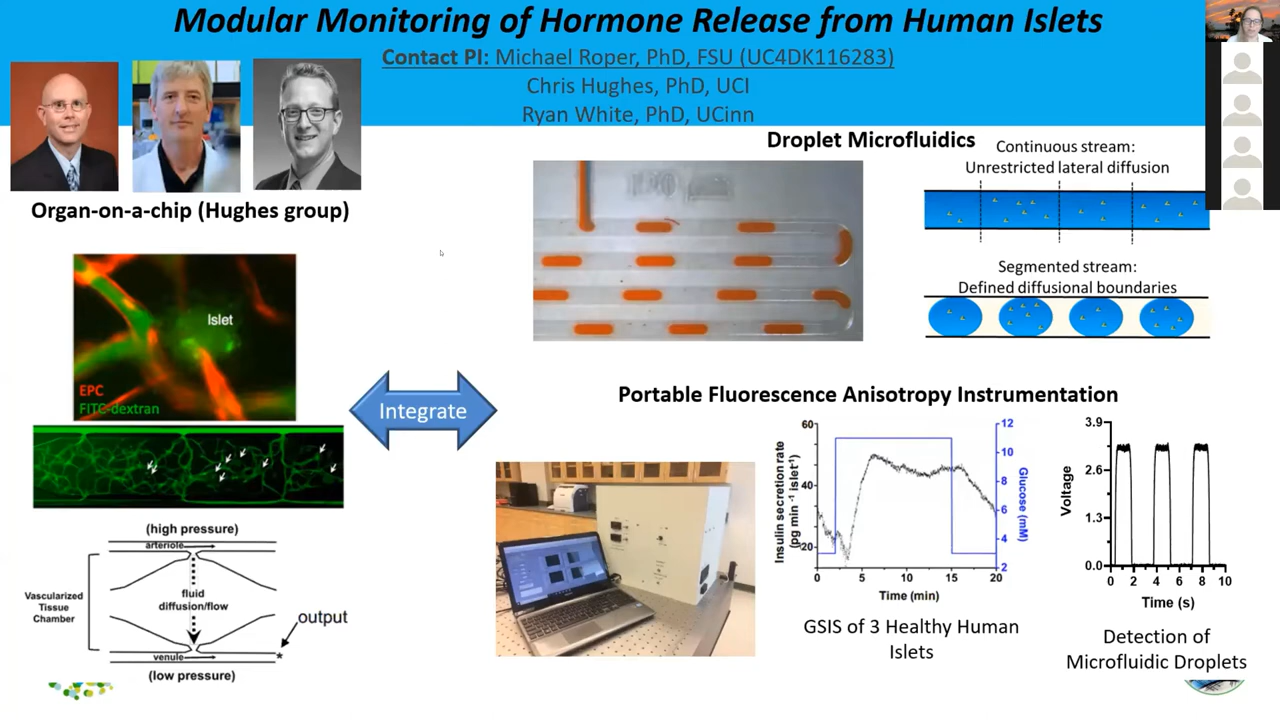 Modular Monitoring of Hormone Release from Human Islets
Contact PI: Michael Roper, PhD, FSU (UC4DK116283)
Chris Hughes, PhD, UCI
Ryan White, PhD, UCinn
Organ-on-a-chip (Hughes group)
Islet
EPC
FITC-dextran
(high pressure)
arteriole
Vascularized
Tissue
Chamber
fluid
diffusion/flow
output
venule
*
(low pressure)
Integrate
Droplet Microfluidics
Continuous stream:
Unrestricted lateral diffusion
Segmented stream:
Defined diffusional boundaries
Portable Fluorescence Anisotropy Instrumentation
Insulin secretion rate
(pg min⁻¹ islet⁻¹)
60
40
20
0
5
10
15
20
Time (min)
12
10
8
6
4
2
Glucose (mM)
GSIS of 3 Healthy Human
Islets
Voltage
3.9
2.6
1.3
0.0
0
2
4
6
8
10
Time (s)
Detection of
Microfluidic Droplets